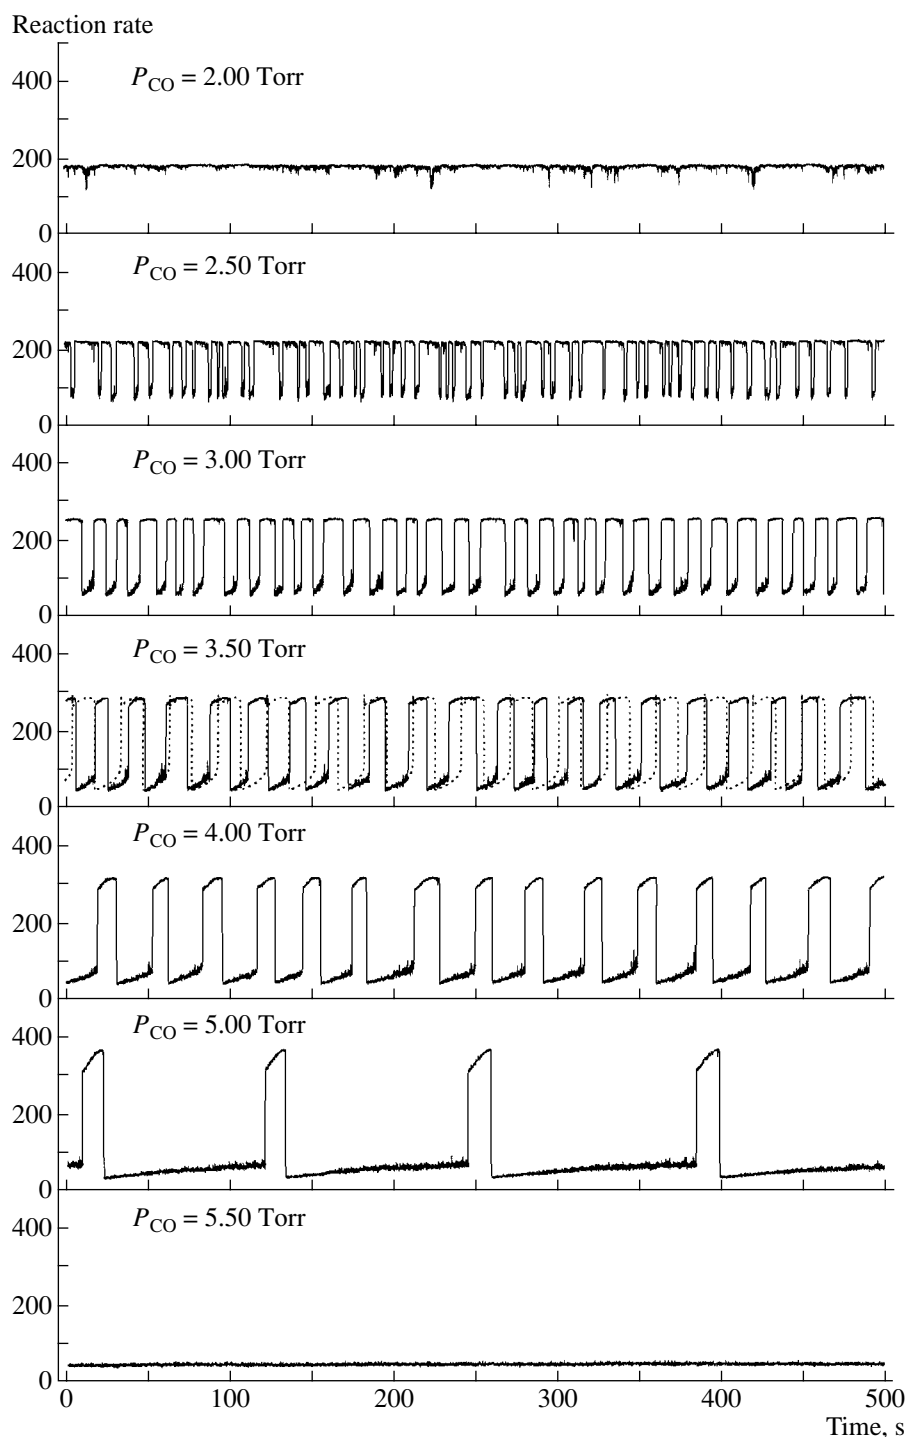 Reaction rate
400
P_CO = 2.00 Torr
200
0
P_CO = 2.50 Torr
400
200
0
P_CO = 3.00 Torr
400
200
0
P_CO = 3.50 Torr
400
200
0
P_CO = 4.00 Torr
400
200
0
P_CO = 5.00 Torr
400
200
0
P_CO = 5.50 Torr
400
200
0
0 100 200 300 400 500
Time, s